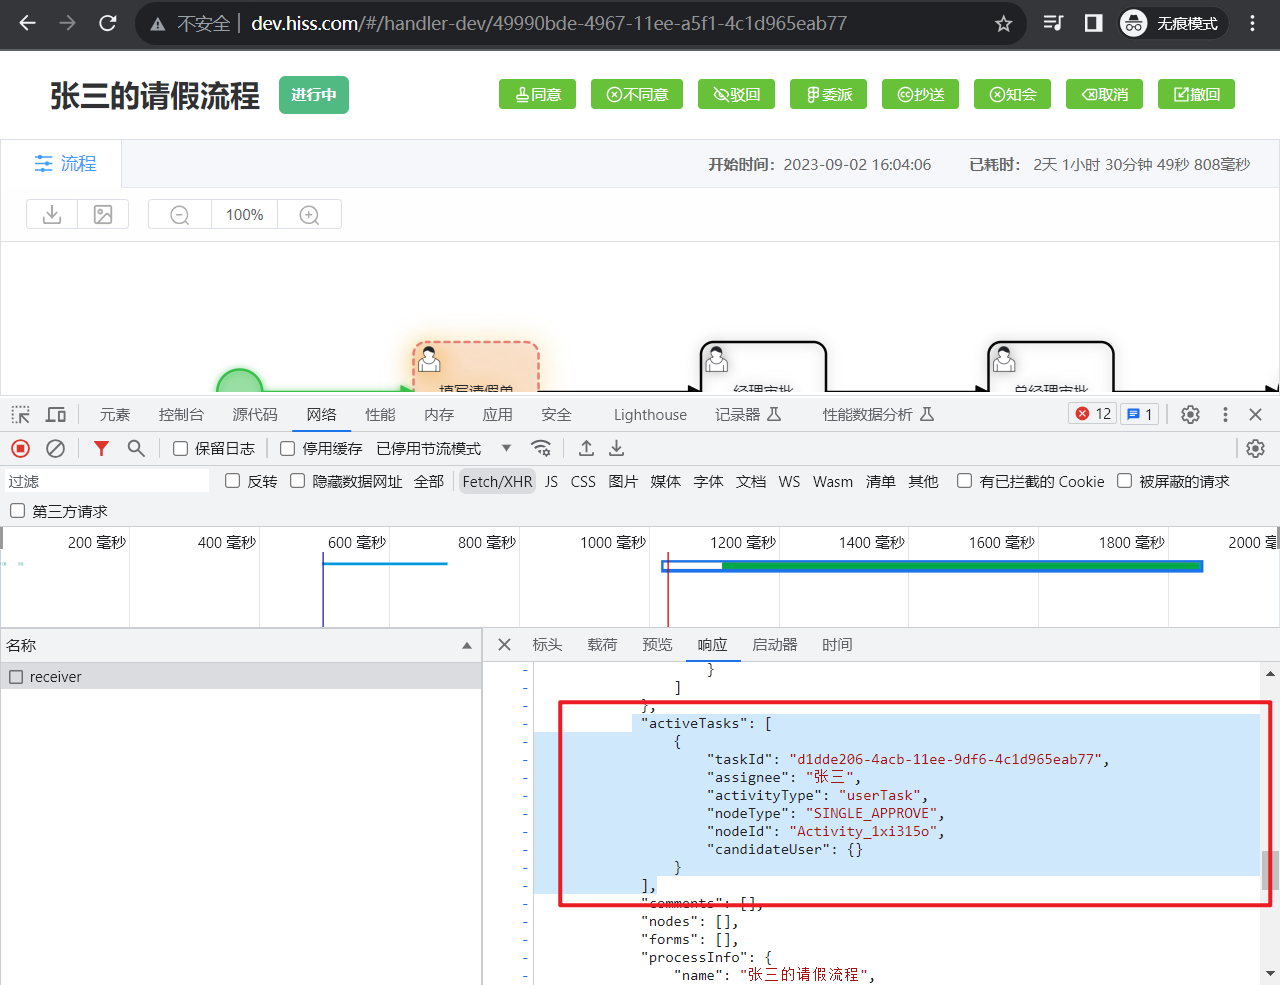 不安全 dev.hiss.com/#/handler-dev/49990bde-4967-11ee-a5f1-4c1d965eab77 无痕模式
张三的请假流程 进行中 同意 不同意 驳回 委派 抄送 知会 取消 撤回
流程 开始时间：2023-09-02 16:04:06 已耗时： 2天 1小时 30分钟 49秒 808毫秒
100%
填写请假单 经理审批 总经理审批
元素 控制台 源代码 网络 性能 内存 应用 安全 Lighthouse 记录器 性能数据分析 12 1
保留日志 停用缓存 已停用节流模式
过滤 反转 隐藏数据网址 全部 Fetch/XHR JS CSS 图片 媒体 字体 文档 WS Wasm 清单 其他 有已拦截的 Cookie 被屏蔽的请求
第三方请求
200 毫秒 400 毫秒 600 毫秒 800 毫秒 1000 毫秒 1200 毫秒 1400 毫秒 1600 毫秒 1800 毫秒 2000 毫
名称 标头 载荷 预览 响应 启动器 时间
receiver
- }
- ]
- },
- "activeTasks": [
- {
- "taskId": "d1dde206-4acb-11ee-9df6-4c1d965eab77",
- "assignee": "张三",
- "activityType": "userTask",
- "nodeType": "SINGLE_APPROVE",
- "nodeId": "Activity_1xi315o",
- "candidateUser": {}
- }
- ],
- "comments": [],
- "nodes": [],
- "forms": [],
- "processInfo": {
- "name": "张三的请假流程",